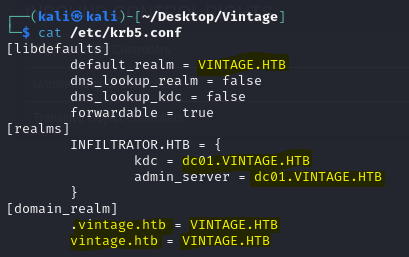 ┌──(kali㉿kali)-[~/Desktop/Vintage]
└─$ cat /etc/krb5.conf
[libdefaults]
default_realm = VINTAGE.HTB
dns_lookup_realm = false
dns_lookup_kdc = false
forwardable = true
[realms]
INFILTRATOR.HTB = {
kdc = dc01.VINTAGE.HTB
admin_server = dc01.VINTAGE.HTB
}
[domain_realm]
.vintage.htb = VINTAGE.HTB
vintage.htb = VINTAGE.HTB